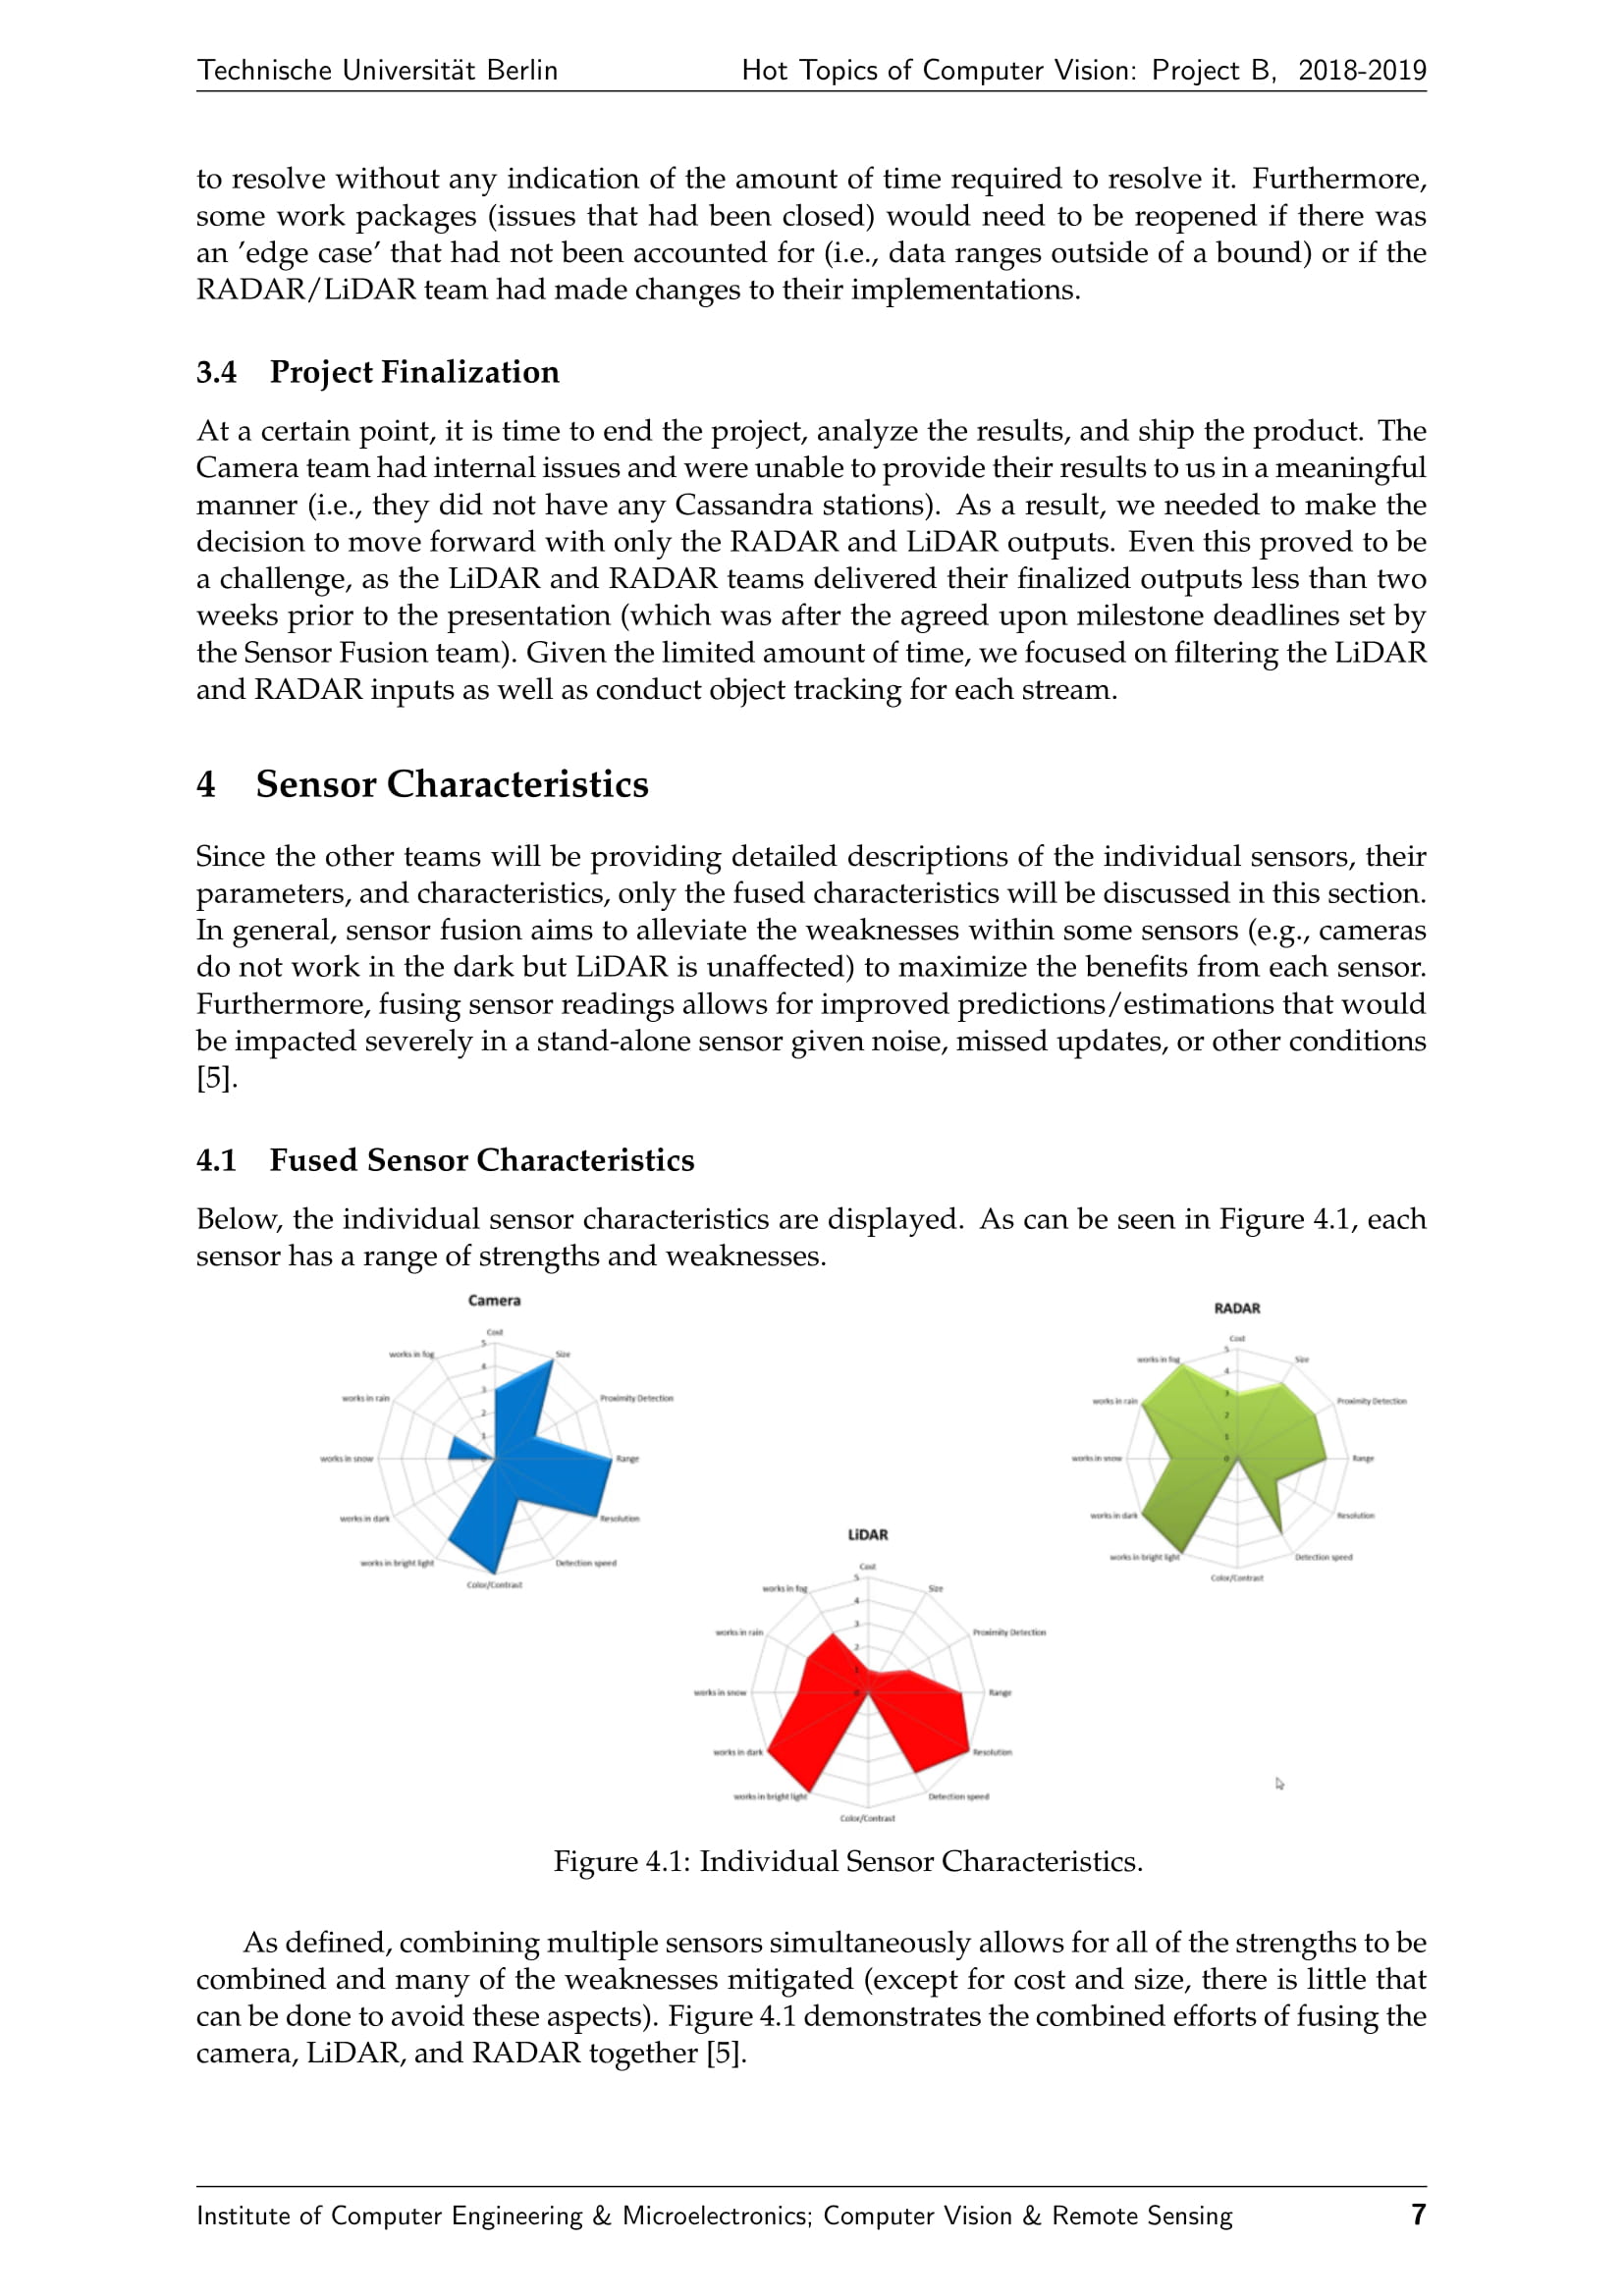 Technische Universität Berlin Hot Topics of Computer Vision: Project B, 2018-2019
to resolve without any indication of the amount of time required to resolve it. Furthermore,
some work packages (issues that had been closed) would need to be reopened if there was
an ’edge case’ that had not been accounted for (i.e., data ranges outside of a bound) or if the
RADAR/LiDAR team had made changes to their implementations.
3.4 Project Finalization
At a certain point, it is time to end the project, analyze the results, and ship the product. The
Camera team had internal issues and were unable to provide their results to us in a meaningful
manner (i.e., they did not have any Cassandra stations). As a result, we needed to make the
decision to move forward with only the RADAR and LiDAR outputs. Even this proved to be
a challenge, as the LiDAR and RADAR teams delivered their finalized outputs less than two
weeks prior to the presentation (which was after the agreed upon milestone deadlines set by
the Sensor Fusion team). Given the limited amount of time, we focused on filtering the LiDAR
and RADAR inputs as well as conduct object tracking for each stream.
4 Sensor Characteristics
Since the other teams will be providing detailed descriptions of the individual sensors, their
parameters, and characteristics, only the fused characteristics will be discussed in this section.
In general, sensor fusion aims to alleviate the weaknesses within some sensors (e.g., cameras
do not work in the dark but LiDAR is unaffected) to maximize the benefits from each sensor.
Furthermore, fusing sensor readings allows for improved predictions/estimations that would
be impacted severely in a stand-alone sensor given noise, missed updates, or other conditions
[5].
4.1 Fused Sensor Characteristics
Below, the individual sensor characteristics are displayed. As can be seen in Figure 4.1, each
sensor has a range of strengths and weaknesses.
Camera
Cost
5
works in fog
Size
4
works in rain
3
Proximity Detection
2
1
works in snow
0
Range
works in dark
Resolution
works in bright light
Detection speed
Color/Contrast
RADAR
Cost
5
works in fog
Size
4
works in rain
3
Proximity Detection
2
1
works in snow
0
Range
works in dark
Resolution
works in bright light
Detection speed
Color/Contrast
LiDAR
Cost
5
works in fog
Size
4
works in rain
3
Proximity Detection
2
1
works in snow
0
Range
works in dark
Resolution
works in bright light
Detection speed
Color/Contrast
Figure 4.1: Individual Sensor Characteristics.
As defined, combining multiple sensors simultaneously allows for all of the strengths to be
combined and many of the weaknesses mitigated (except for cost and size, there is little that
can be done to avoid these aspects). Figure 4.1 demonstrates the combined efforts of fusing the
camera, LiDAR, and RADAR together [5].
Institute of Computer Engineering & Microelectronics; Computer Vision & Remote Sensing 7